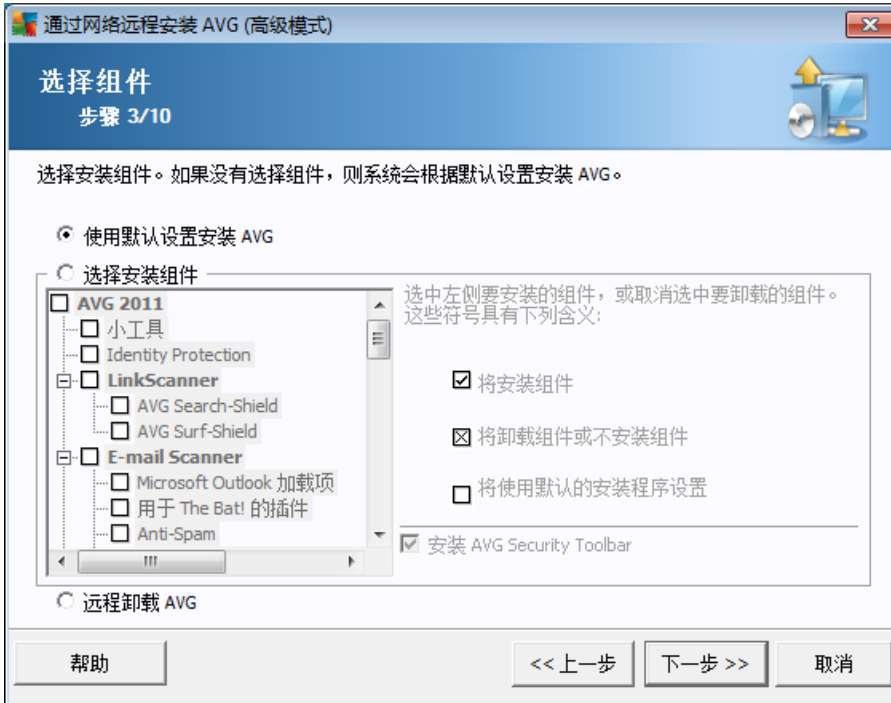 通过网络远程安装 AVG (高级模式)
选择组件
步骤 3/10
选择安装组件。如果没有选择组件，则系统会根据默认设置安装 AVG。
使用默认设置安装 AVG
选择安装组件
AVG 2011
小工具
Identity Protection
LinkScanner
AVG Search-Shield
AVG Surf-Shield
E-mail Scanner
Microsoft Outlook 加载项
用于 The Bat! 的插件
Anti-Spam
选中左侧要安装的组件，或取消选中要卸载的组件。
这些符号具有下列含义:
将安装组件
将卸载组件或不安装组件
将使用默认的安装程序设置
安装 AVG Security Toolbar
远程卸载 AVG
帮助
<< 上一步
下一步 >>
取消